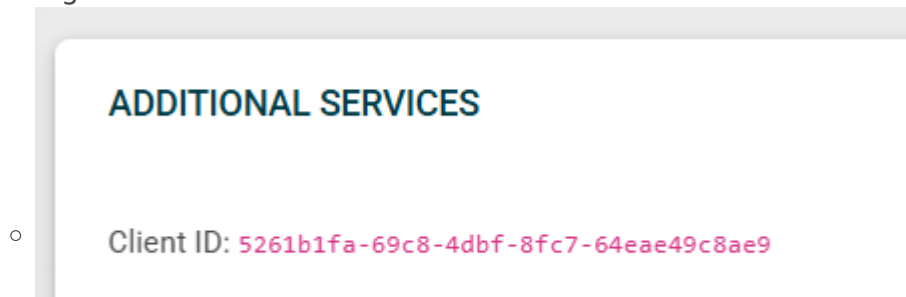 ADDITIONAL SERVICES
Client ID: 5261b1fa-69c8-4dbf-8fc7-64eae49c8ae9